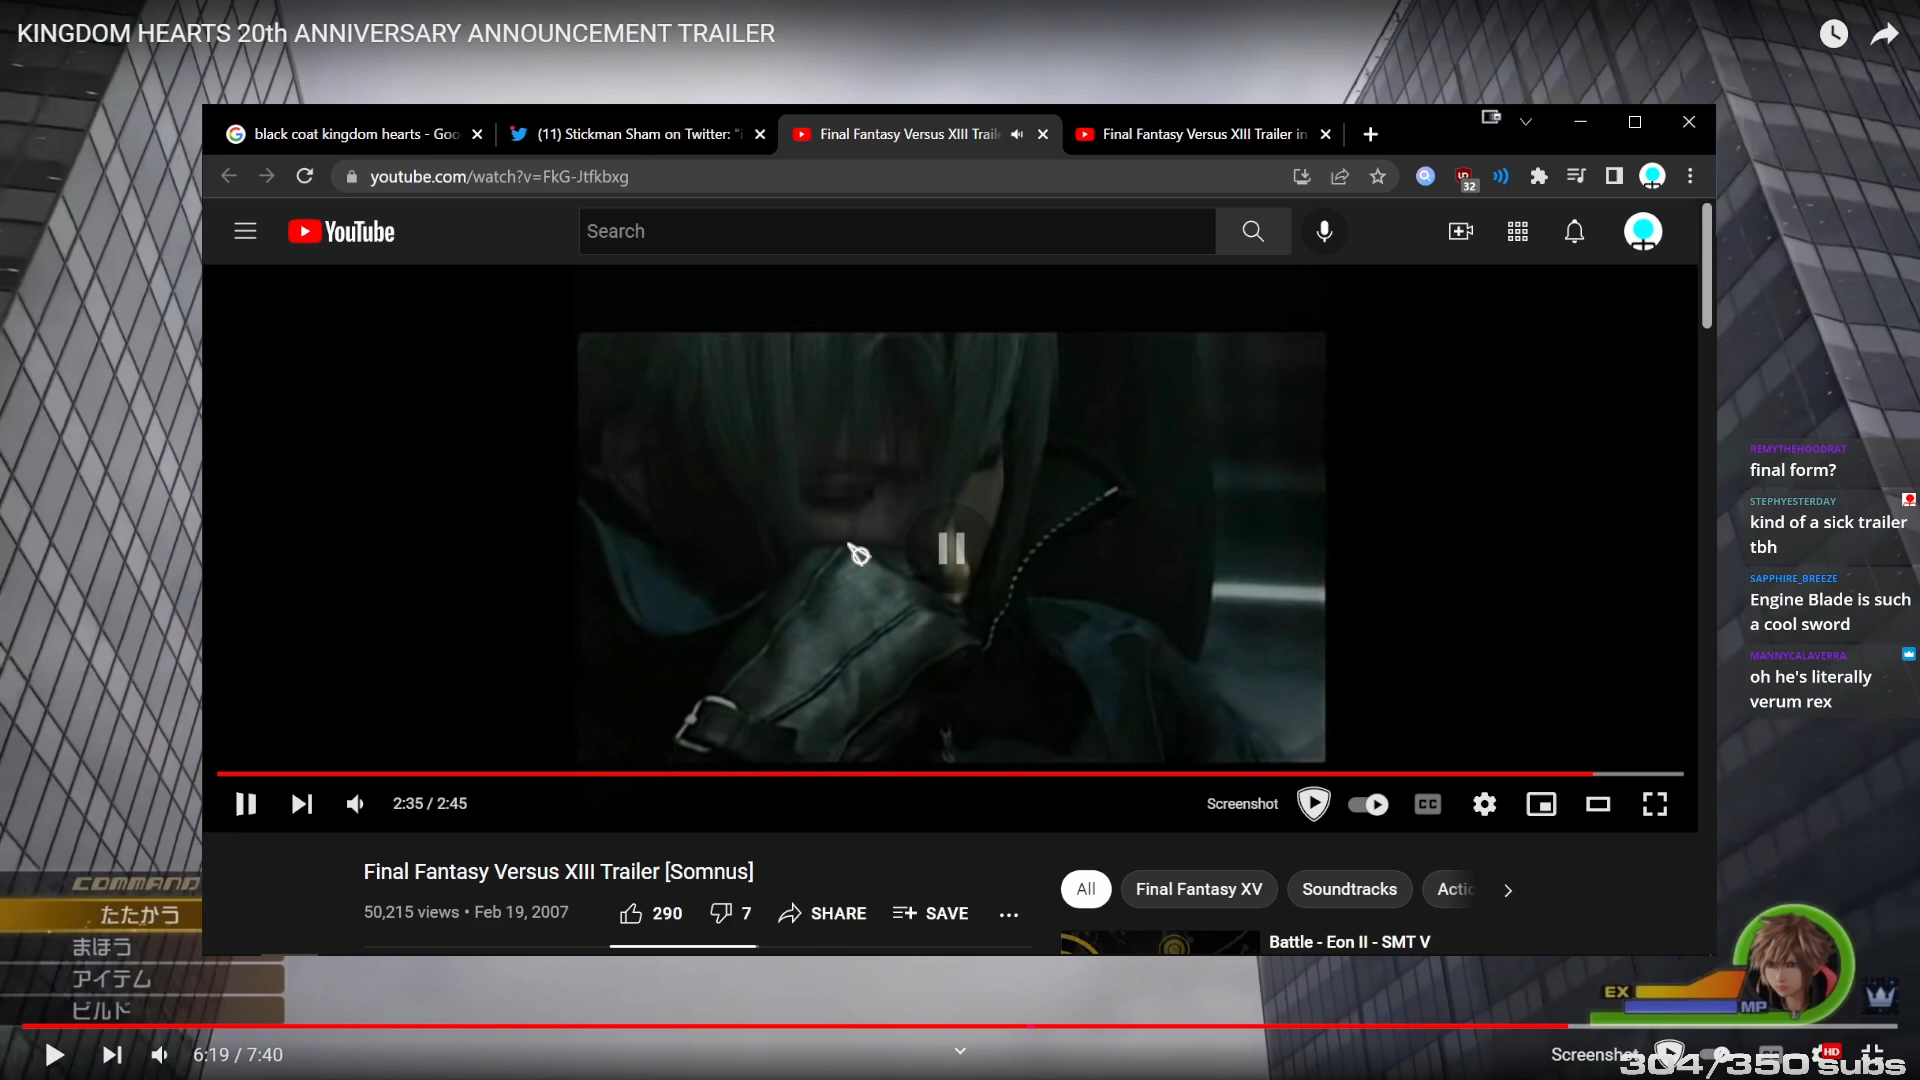 KINGDOM HEARTS 20th ANNIVERSARY ANNOUNCEMENT TRAILER
black coat kingdom hearts - Goo
(11) Stickman Sham on Twitter: "i
Final Fantasy Versus XIII Traile
Final Fantasy Versus XIII Trailer in
youtube.com/watch?v=FkG-Jtfkbxg
32
YouTube
Search
REMYTHEHOODRAT
final form?
STEPHYESTERDAY
kind of a sick trailer
tbh
SAPPHIRE_BREEZE
Engine Blade is such
a cool sword
MANNYCALAVERRA
oh he's literally
verum rex
2:35 / 2:45
Screenshot
CC
Final Fantasy Versus XIII Trailer [Somnus]
50,215 views • Feb 19, 2007
290
7
SHARE
SAVE
All
Final Fantasy XV
Soundtracks
Actio
Battle - Eon II - SMT V
COMMAND
たたかう
まほう
アイテム
ビルド
EX
MP
6:19 / 7:40
Screenshot
HD
304/350 subs